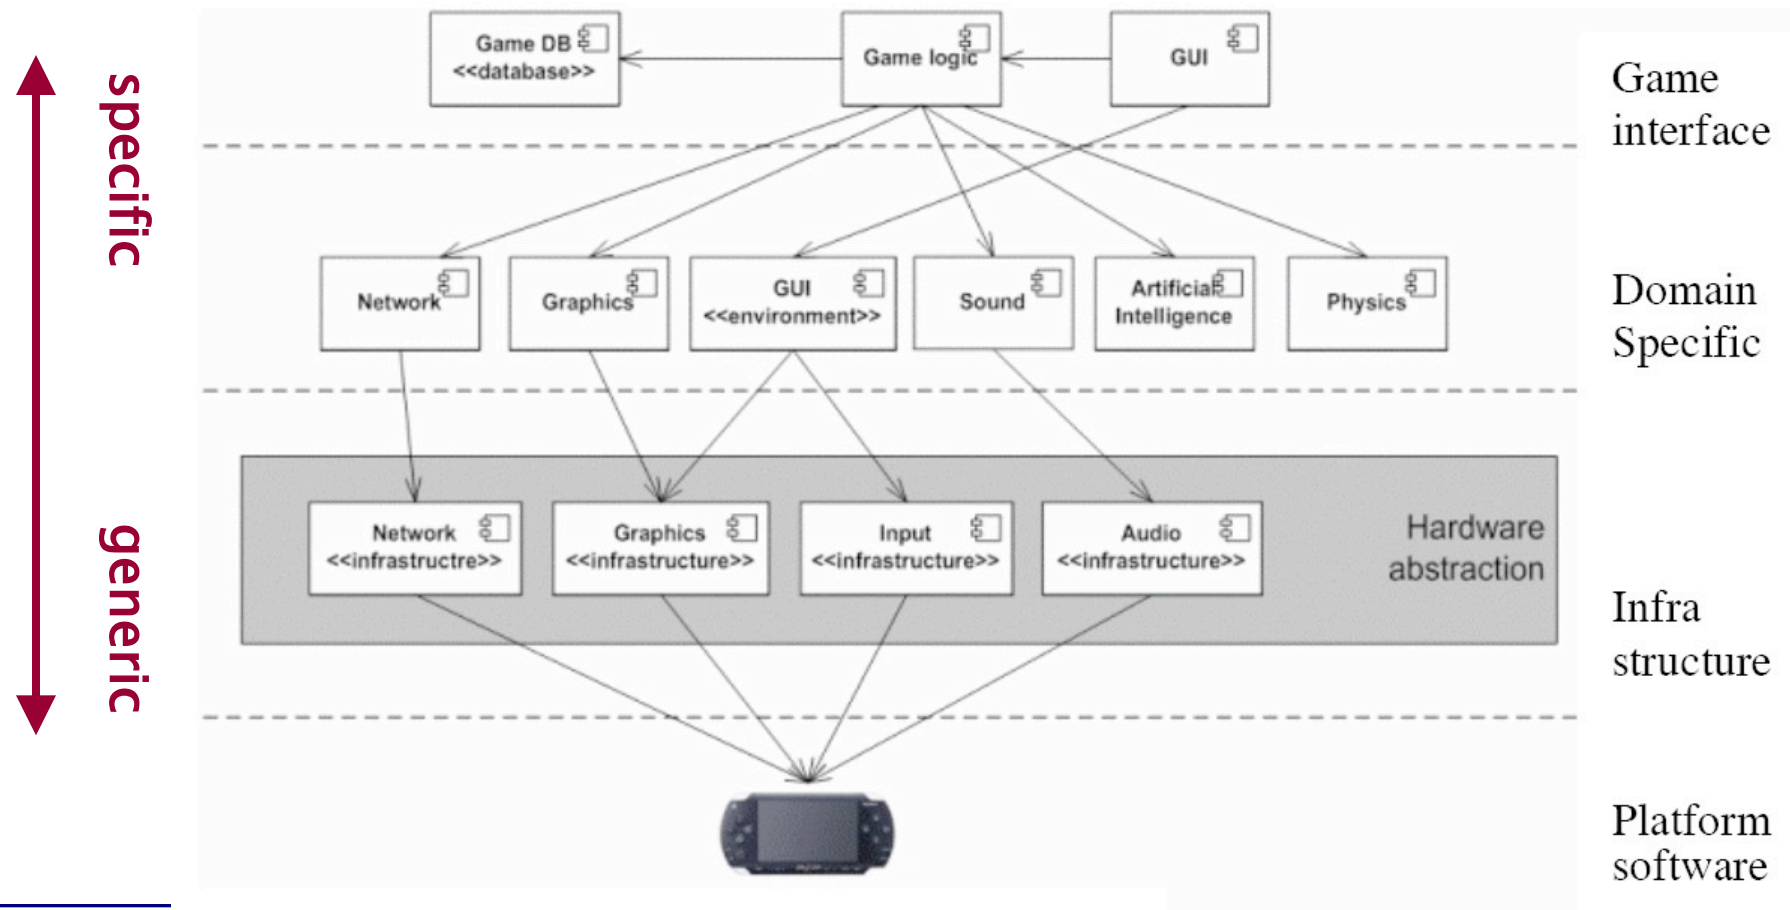 specific
generic
Game DB
<<database>>
Game logic
GUI
Game
interface
Network
Graphics
GUI
<<environment>>
Sound
Artificial
Intelligence
Physics
Domain
Specific
Network
<<infrastructre>>
Graphics
<<infrastructure>>
Input
<<infrastructure>>
Audio
<<infrastructure>>
Hardware
abstraction
Infra
structure
Platform
software